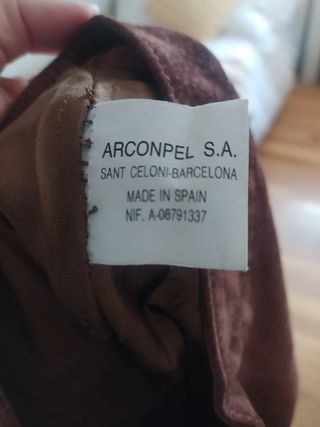 ARCONPEL S.A.
SANT CELONI-BARCELONA
MADE IN SPAIN
NIF. A-08791337